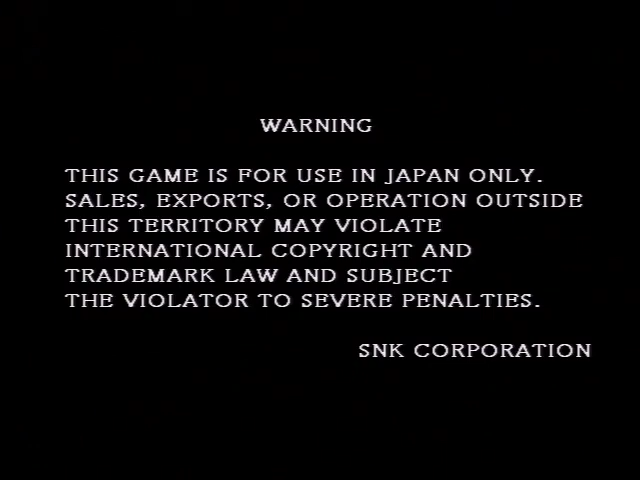 WARNING
THIS GAME IS FOR USE IN JAPAN ONLY.
SALES, EXPORTS, OR OPERATION OUTSIDE
THIS TERRITORY MAY VIOLATE
INTERNATIONAL COPYRIGHT AND
TRADEMARK LAW AND SUBJECT
THE VIOLATOR TO SEVERE PENALTIES.
SNK CORPORATION